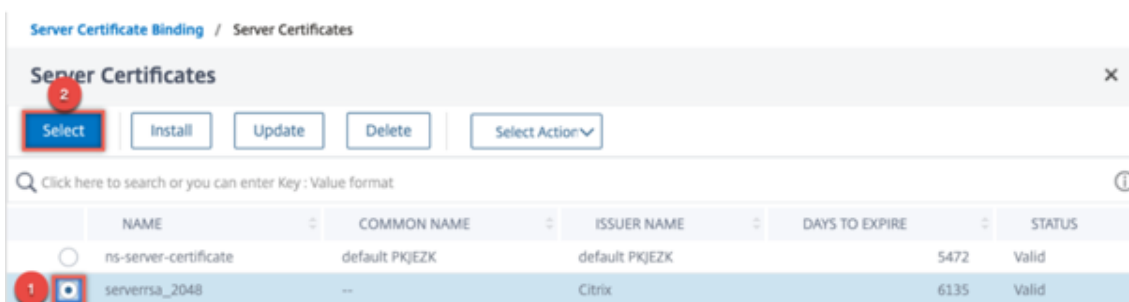 Server Certificate Binding / Server Certificates
Server Certificates
2
Select Install Update Delete Select Action
Click here to search or you can enter Key : Value format
NAME COMMON NAME ISSUER NAME DAYS TO EXPIRE STATUS
ns-server-certificate default PKJEZK default PKJEZK 5472 Valid
1 serverrsa_2048 -- Citrix 6135 Valid